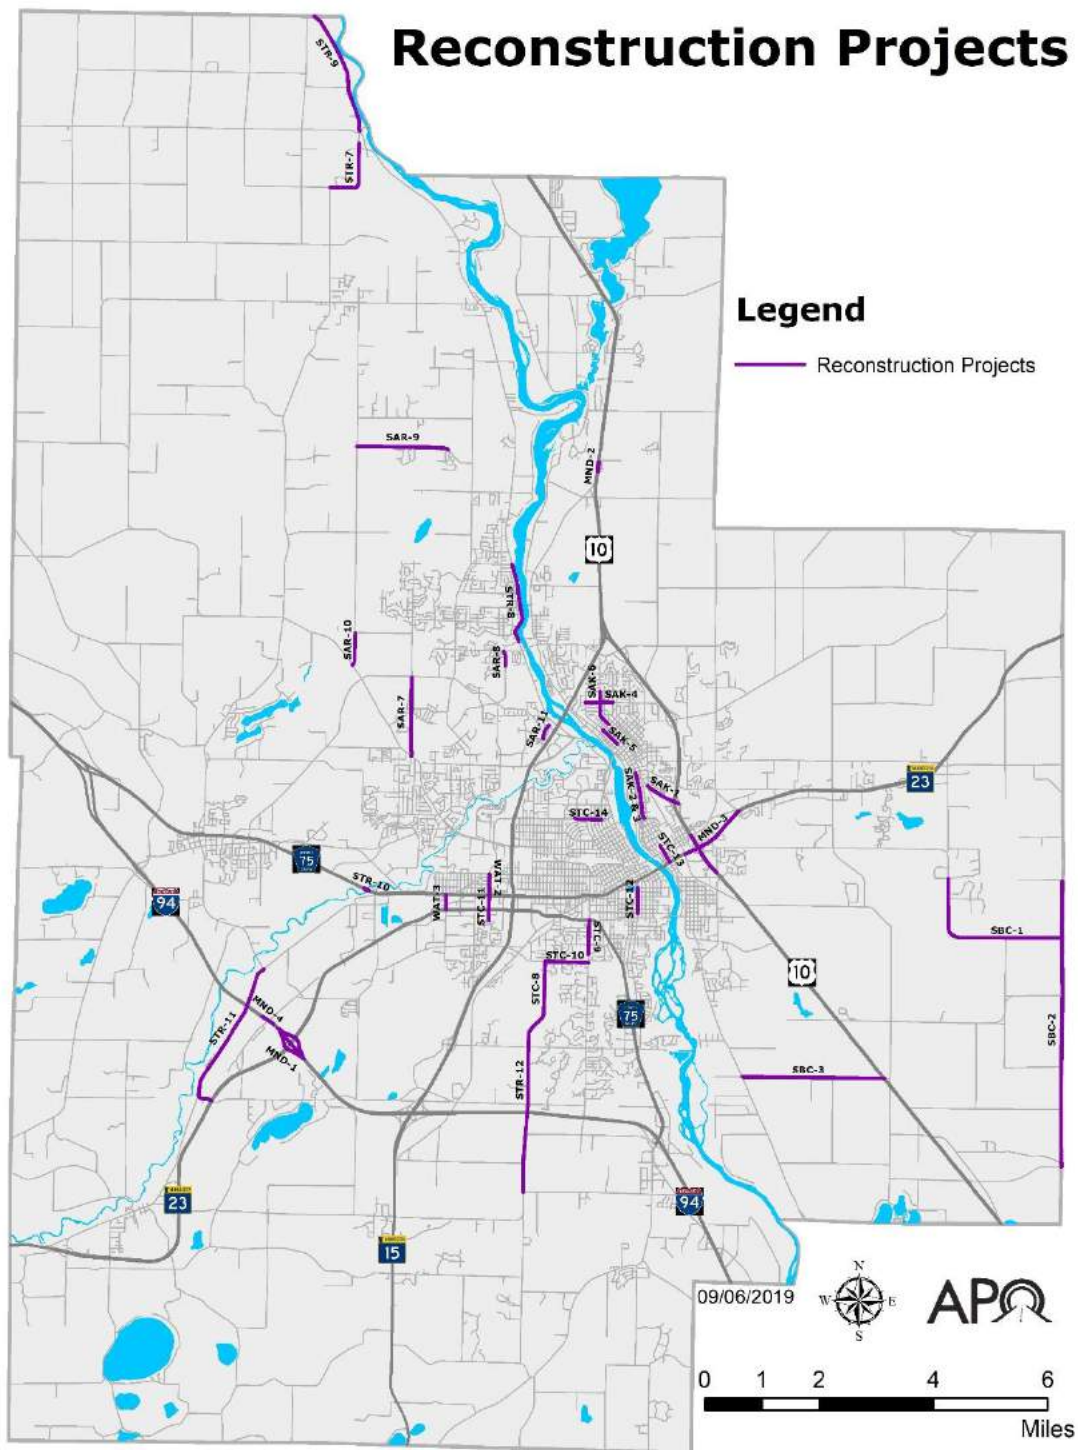 Reconstruction Projects
STR-9
STR-7
Legend
Reconstruction Projects
SAR-9
MND-2
10
STR-8
SAR-10
SAR-8
SAK-6
SAK-4
SAR-7
SAR-11
SAK-5
23
SAK-2 & 3
SAK-1
STC-14
MND-3
STC-13
75
STR-10
WAT-2
WAT-3
STC-11
STC-12
94
STC-9
SBC-1
STC-10
10
STC-8
75
MND-4
STR-11
SBC-2
MND-1
STR-12
SBC-3
23
94
15
09/06/2019
N
W E
S
APO
0 1 2 4 6
Miles